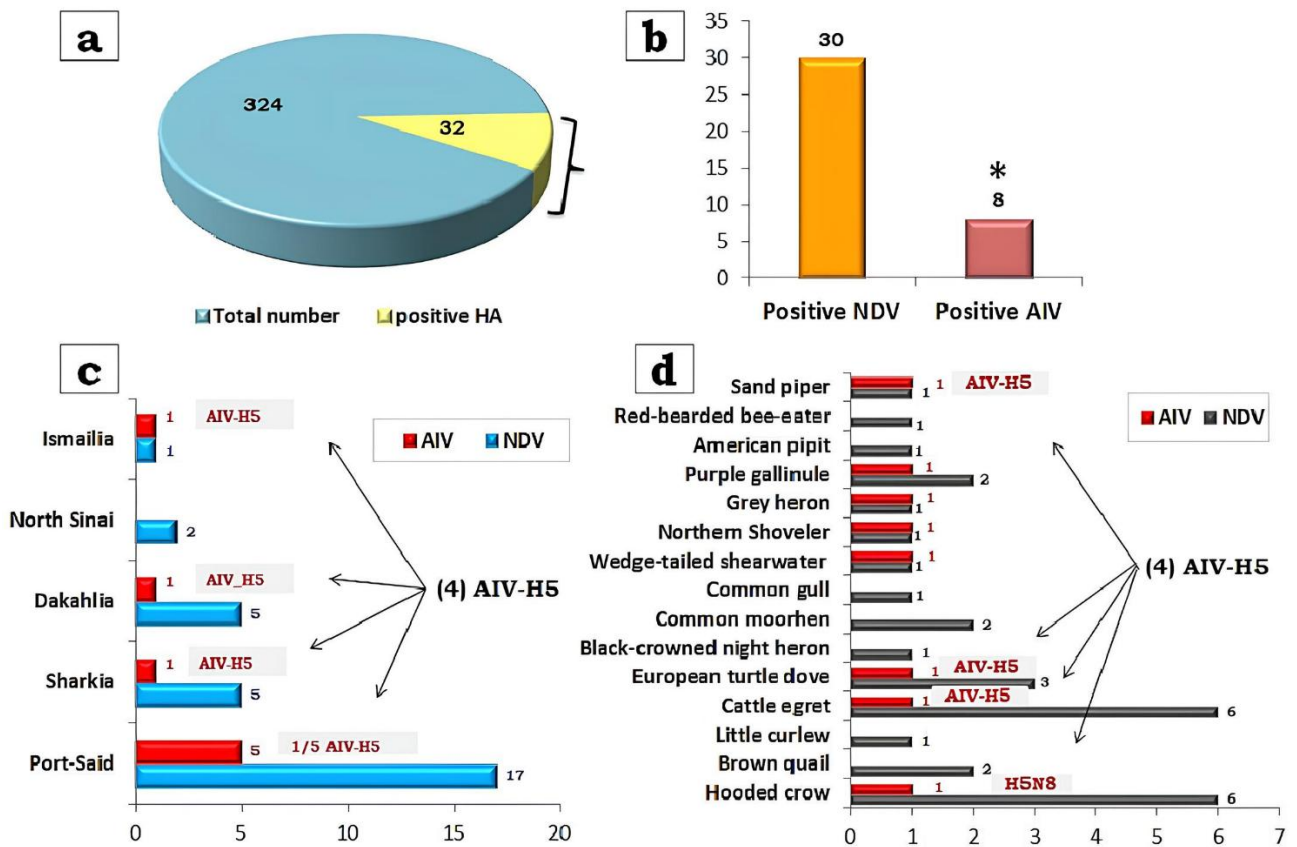 a
324
32
Total number positive HA
b
35
30
25
20
15
10
5
0
30
*
8
Positive NDV Positive AIV
c
AIV NDV
Ismailia 1 AIV-H5
1
North Sinai
2
Dakahlia 1 AIV_H5
5
Sharkia 1 AIV-H5
5
Port-Said 5 1/5 AIV-H5
17
(4) AIV-H5
0 5 10 15 20
d
AIV NDV
Sand piper 1 AIV-H5
1
Red-bearded bee-eater
1
American pipit
1
Purple gallinule 1
2
Grey heron 1
1
Northern Shoveler 1
1
Wedge-tailed shearwater 1
1
Common gull
1
Common moorhen
2
Black-crowned night heron
1
European turtle dove 1 AIV-H5
3
Cattle egret 1 AIV-H5
6
Little curlew
1
Brown quail
2
Hooded crow 1 H5N8
6
(4) AIV-H5
0 1 2 3 4 5 6 7